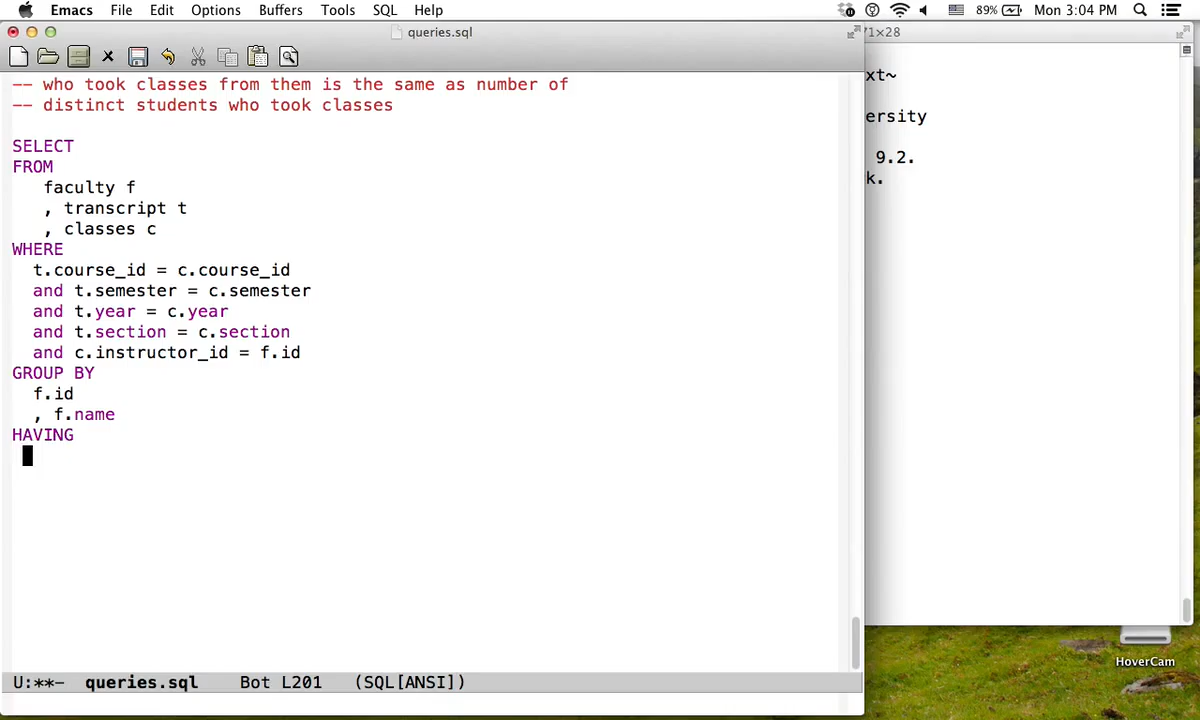 Emacs File Edit Options Buffers Tools SQL Help 89% Mon 3:04 PM
queries.sql
71×28
-- who took classes from them is the same as number of
-- distinct students who took classes
SELECT
FROM
faculty f
, transcript t
, classes c
WHERE
t.course_id = c.course_id
and t.semester = c.semester
and t.year = c.year
and t.section = c.section
and c.instructor_id = f.id
GROUP BY
f.id
, f.name
HAVING
U:**- queries.sql Bot L201 (SQL[ANSI])
xt~
ersity
9.2.
k.
HoverCam